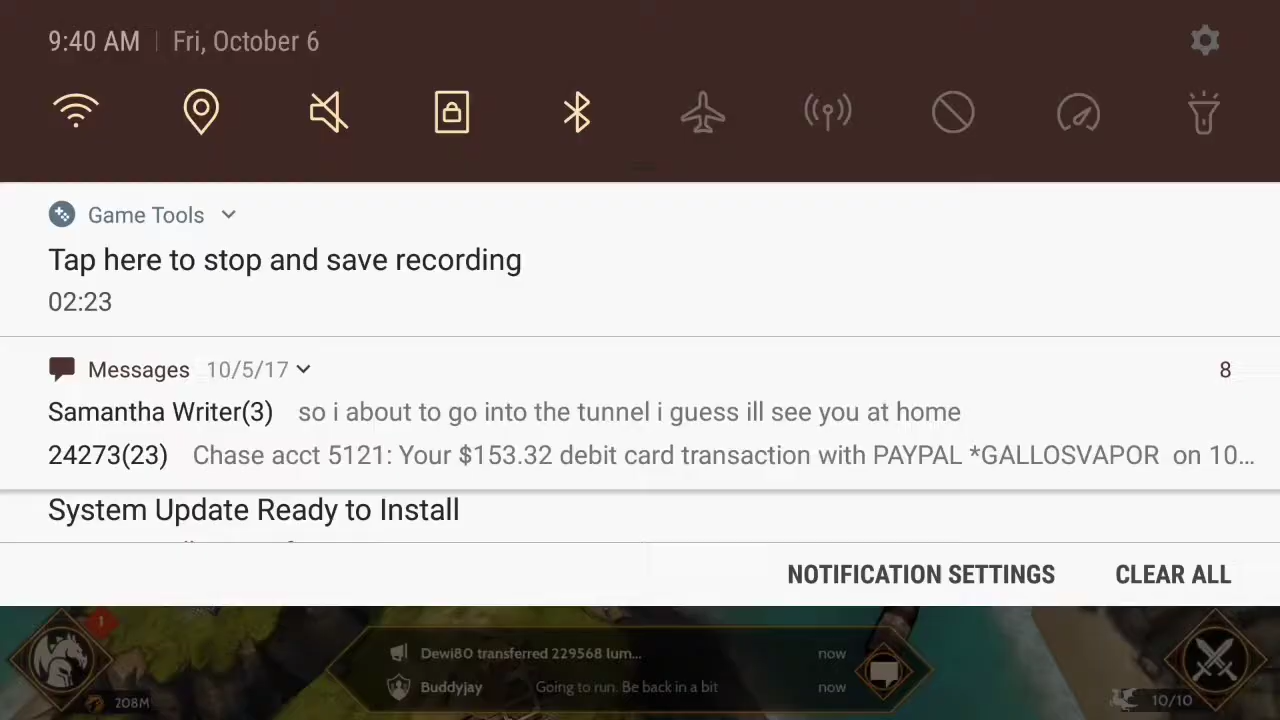 9:40 AM | Fri, October 6
Game Tools
Tap here to stop and save recording
02:23
Messages 10/5/17 8
Samantha Writer(3) so i about to go into the tunnel i guess ill see you at home
24273(23) Chase acct 5121: Your $153.32 debit card transaction with PAYPAL *GALLOSVAPOR on 10...
System Update Ready to Install
NOTIFICATION SETTINGS CLEAR ALL
1
Dewi80 transferred 229568 lum... now
Buddyjay Going to run. Be back in a bit now
208M
10/10